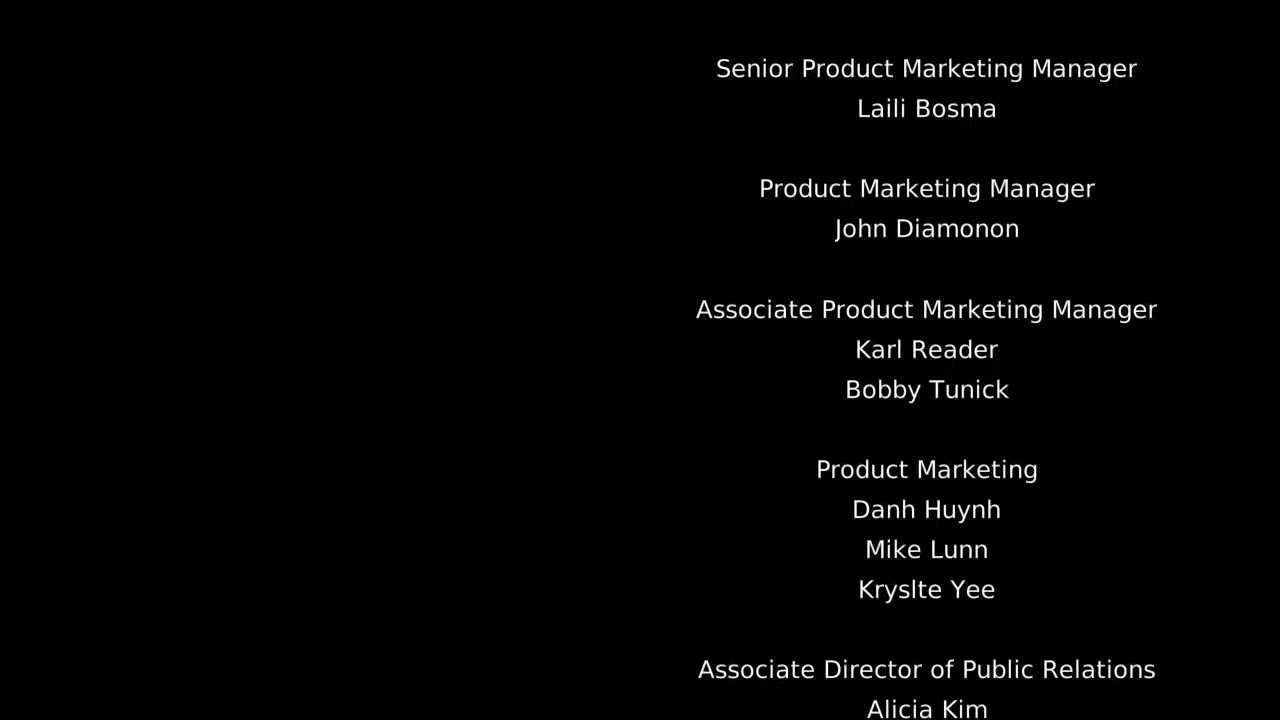 Senior Product Marketing Manager
Laili Bosma
Product Marketing Manager
John Diamonon
Associate Product Marketing Manager
Karl Reader
Bobby Tunick
Product Marketing
Danh Huynh
Mike Lunn
Kryslte Yee
Associate Director of Public Relations
Alicia Kim